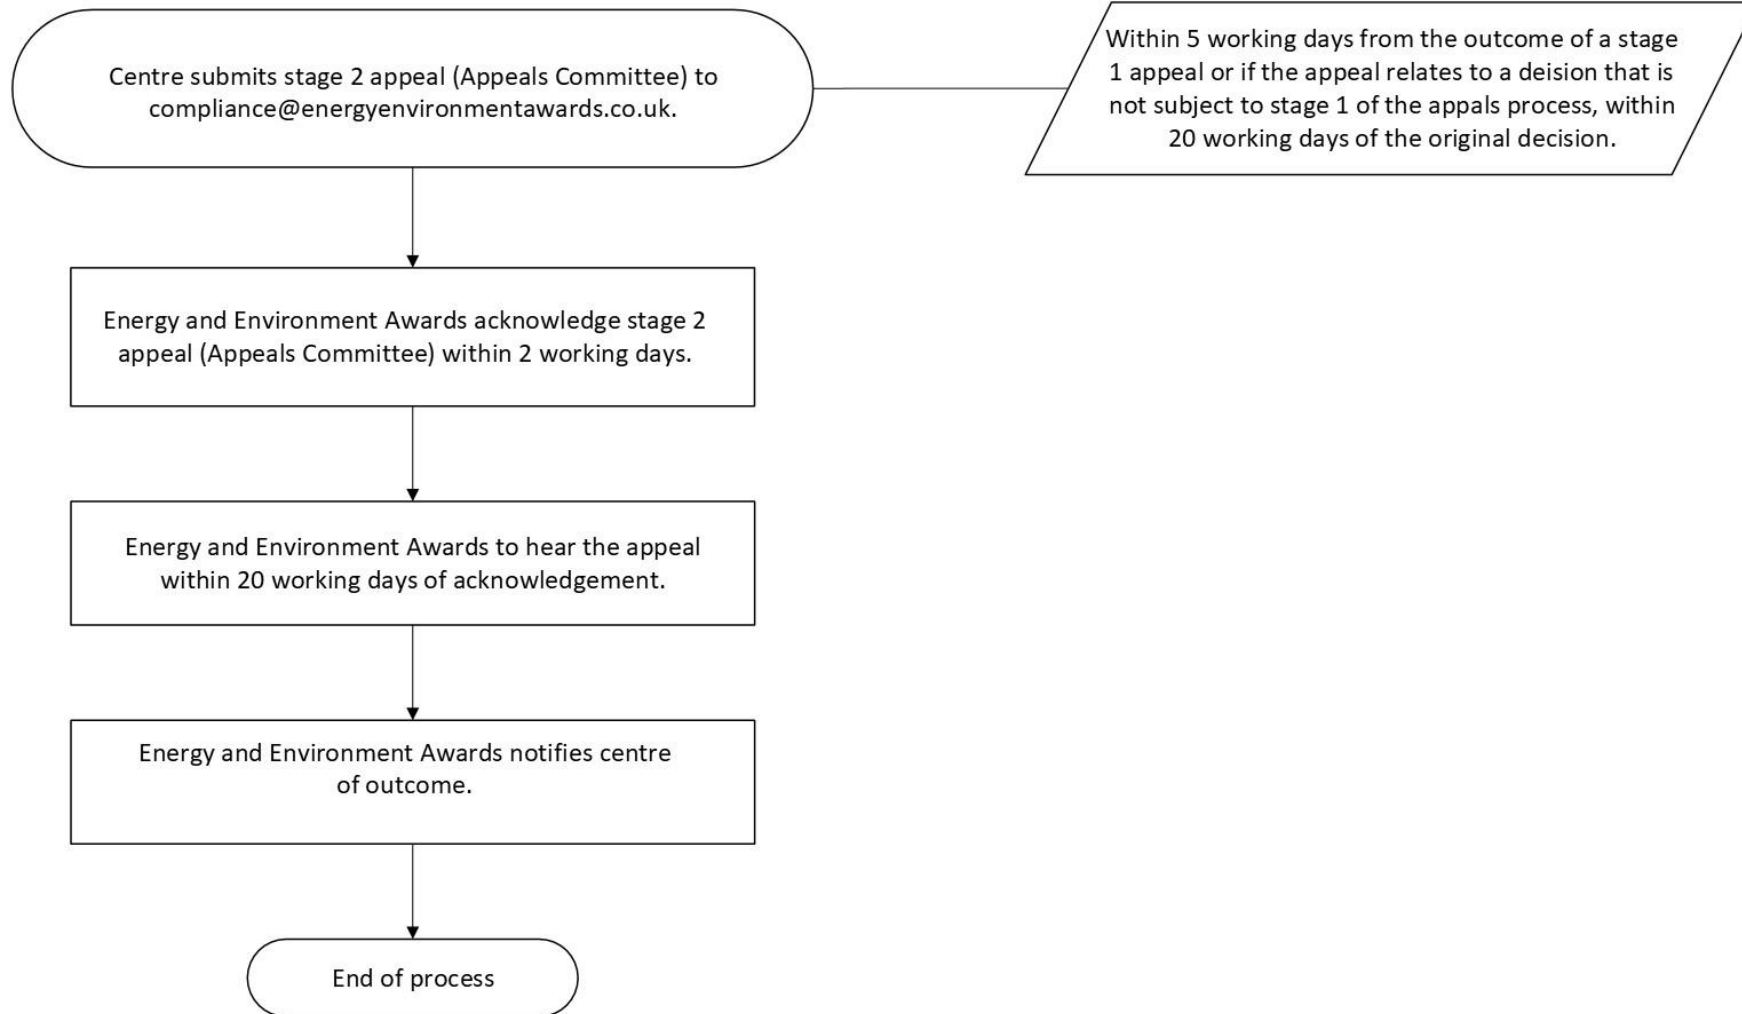 Centre submits stage 2 appeal (Appeals Committee) to
compliance@energyenvironmentawards.co.uk.
Within 5 working days from the outcome of a stage
1 appeal or if the appeal relates to a deision that is
not subject to stage 1 of the appals process, within
20 working days of the original decision.
Energy and Environment Awards acknowledge stage 2
appeal (Appeals Committee) within 2 working days.
Energy and Environment Awards to hear the appeal
within 20 working days of acknowledgement.
Energy and Environment Awards notifies centre
of outcome.
End of process